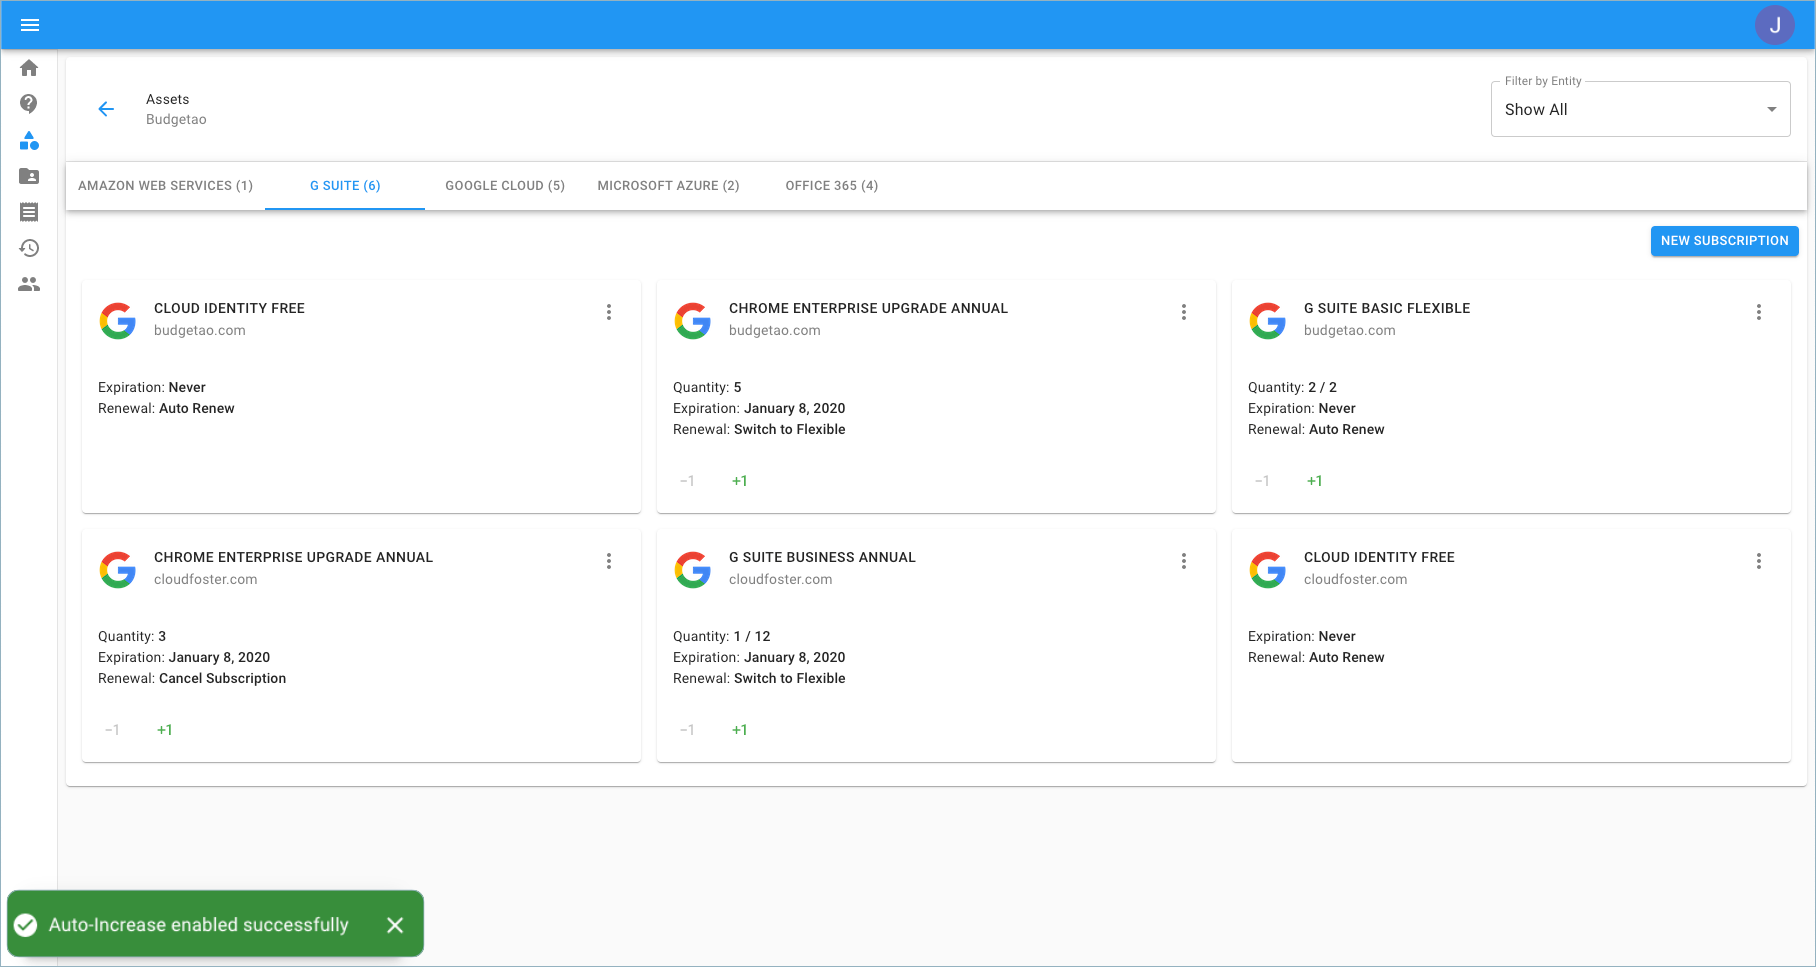 J
Assets
Budgetao
Filter by Entity
Show All
AMAZON WEB SERVICES (1)
G SUITE (6)
GOOGLE CLOUD (5)
MICROSOFT AZURE (2)
OFFICE 365 (4)
NEW SUBSCRIPTION
CLOUD IDENTITY FREE
budgetao.com
Expiration: Never
Renewal: Auto Renew
CHROME ENTERPRISE UPGRADE ANNUAL
budgetao.com
Quantity: 5
Expiration: January 8, 2020
Renewal: Switch to Flexible
−1 +1
G SUITE BASIC FLEXIBLE
budgetao.com
Quantity: 2 / 2
Expiration: Never
Renewal: Auto Renew
−1 +1
CHROME ENTERPRISE UPGRADE ANNUAL
cloudfoster.com
Quantity: 3
Expiration: January 8, 2020
Renewal: Cancel Subscription
−1 +1
G SUITE BUSINESS ANNUAL
cloudfoster.com
Quantity: 1 / 12
Expiration: January 8, 2020
Renewal: Switch to Flexible
−1 +1
CLOUD IDENTITY FREE
cloudfoster.com
Expiration: Never
Renewal: Auto Renew
Auto-Increase enabled successfully